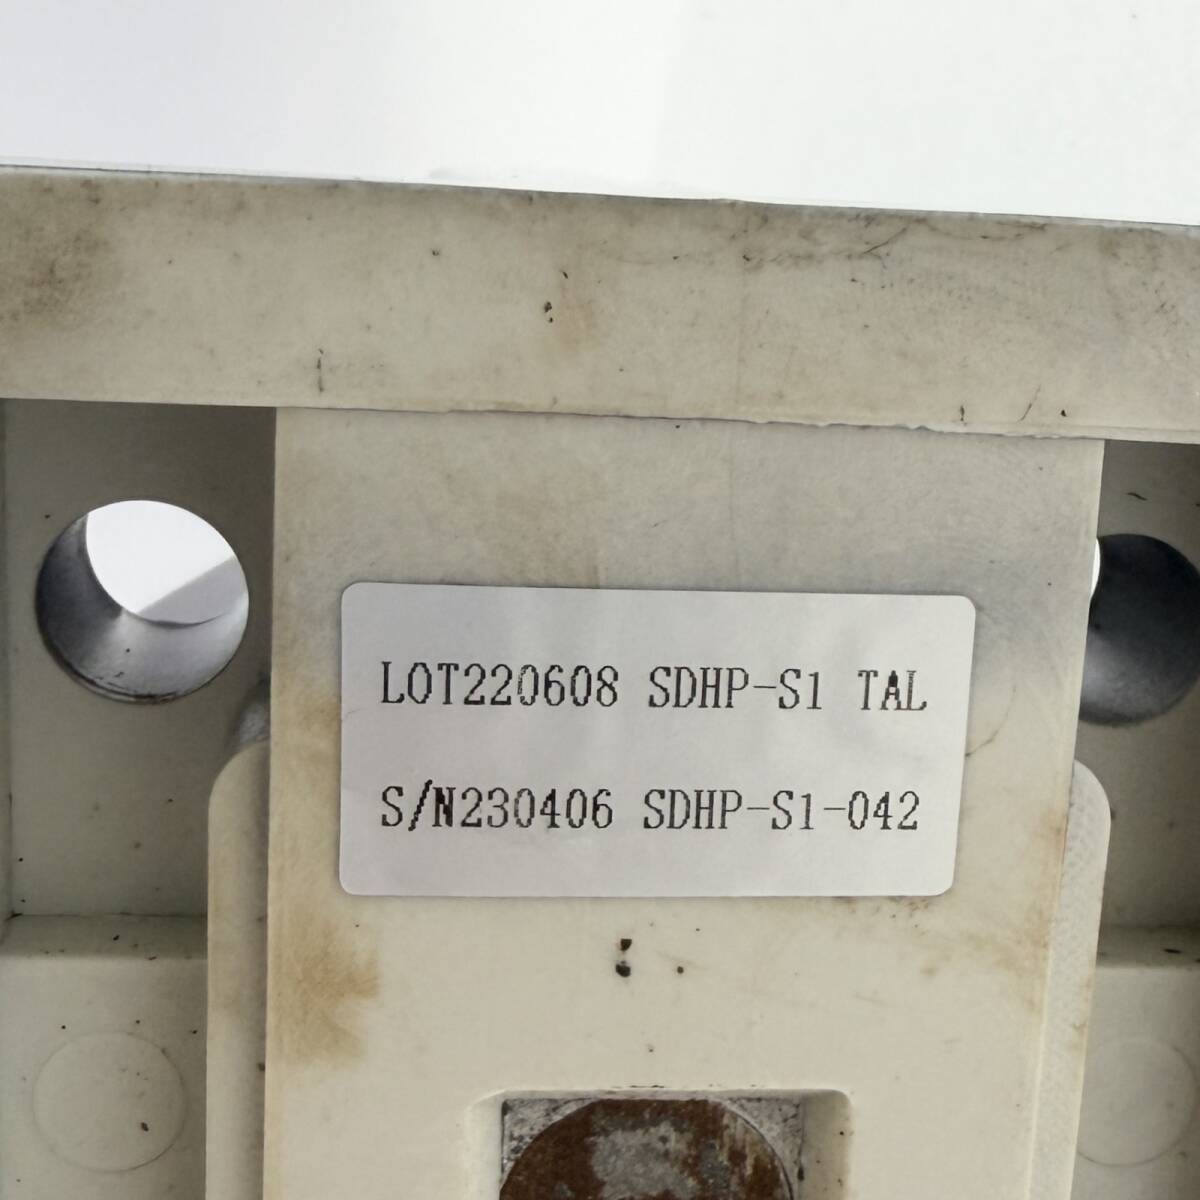 LOT220608 SDHP-S1 TAL
S/N230406 SDHP-S1-042